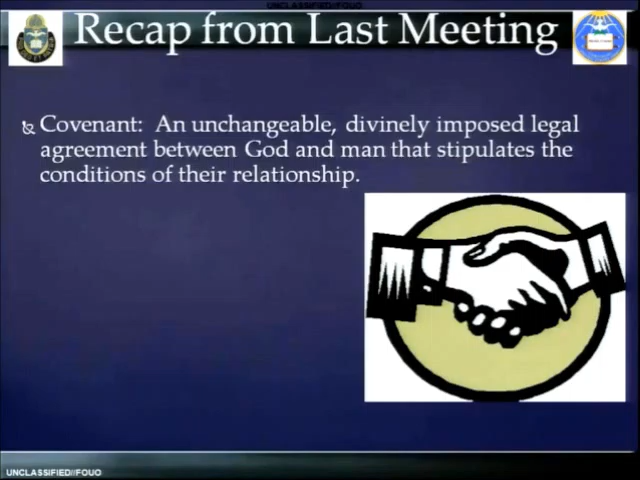 UNCLASSIFIED//FOUO
Recap from Last Meeting
Covenant: An unchangeable, divinely imposed legal
agreement between God and man that stipulates the
conditions of their relationship.
UNCLASSIFIED//FOUO